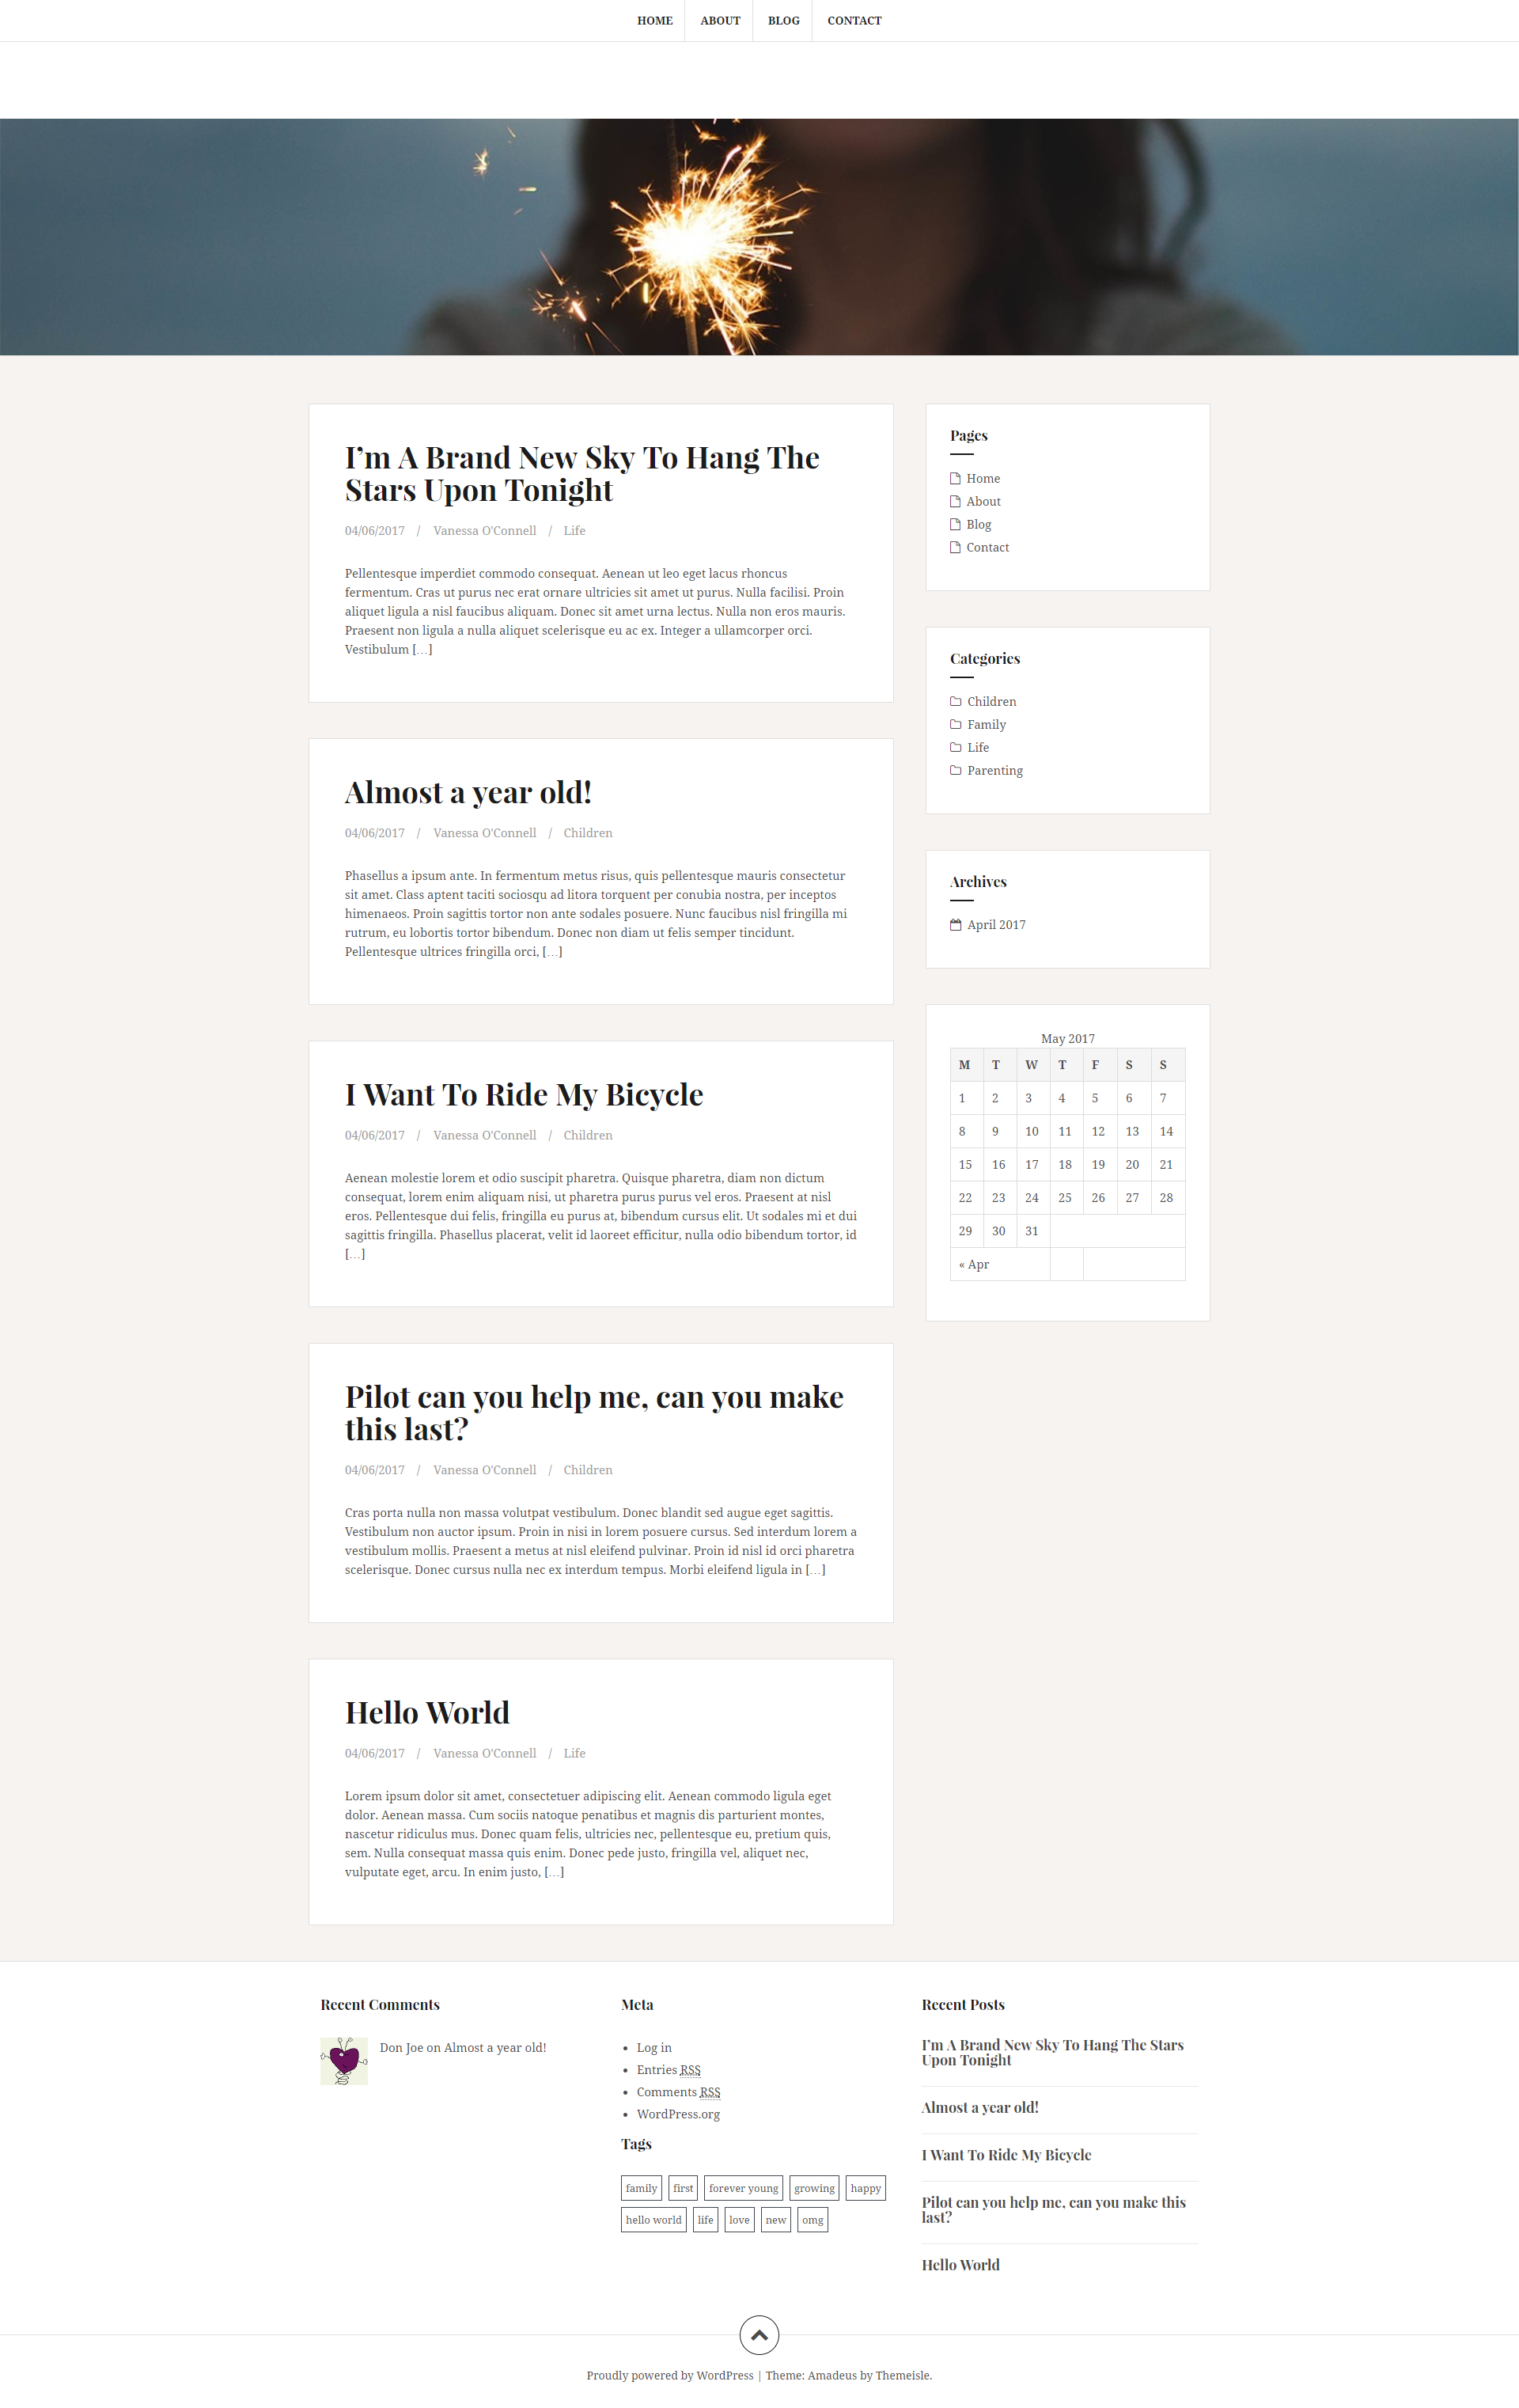 HOME ABOUT BLOG CONTACT
I’m A Brand New Sky To Hang The
Stars Upon Tonight
04/06/2017 / Vanessa O'Connell / Life
Pellentesque imperdiet commodo consequat. Aenean ut leo eget lacus rhoncus
fermentum. Cras ut purus nec erat ornare ultricies sit amet ut purus. Nulla facilisi. Proin
aliquet ligula a nisl faucibus aliquam. Donec sit amet urna lectus. Nulla non eros mauris.
Praesent non ligula a nulla aliquet scelerisque eu ac ex. Integer a ullamcorper orci.
Vestibulum […]
Almost a year old!
04/06/2017 / Vanessa O'Connell / Children
Phasellus a ipsum ante. In fermentum metus risus, quis pellentesque mauris consectetur
sit amet. Class aptent taciti sociosqu ad litora torquent per conubia nostra, per inceptos
himenaeos. Proin sagittis tortor non ante sodales posuere. Nunc faucibus nisl fringilla mi
rutrum, eu lobortis tortor bibendum. Donec non diam ut felis semper tincidunt.
Pellentesque ultrices fringilla orci, […]
I Want To Ride My Bicycle
04/06/2017 / Vanessa O'Connell / Children
Aenean molestie lorem et odio suscipit pharetra. Quisque pharetra, diam non dictum
consequat, lorem enim aliquam nisi, ut pharetra purus purus vel eros. Praesent at nisl
eros. Pellentesque dui felis, fringilla eu purus at, bibendum cursus elit. Ut sodales mi et dui
sagittis fringilla. Phasellus placerat, velit id laoreet efficitur, nulla odio bibendum tortor, id
[…]
Pilot can you help me, can you make
this last?
04/06/2017 / Vanessa O'Connell / Children
Cras porta nulla non massa volutpat vestibulum. Donec blandit sed augue eget sagittis.
Vestibulum non auctor ipsum. Proin in nisi in lorem posuere cursus. Sed interdum lorem a
vestibulum mollis. Praesent a metus at nisl eleifend pulvinar. Proin id nisl id orci pharetra
scelerisque. Donec cursus nulla nec ex interdum tempus. Morbi eleifend ligula in […]
Hello World
04/06/2017 / Vanessa O'Connell / Life
Lorem ipsum dolor sit amet, consectetuer adipiscing elit. Aenean commodo ligula eget
dolor. Aenean massa. Cum sociis natoque penatibus et magnis dis parturient montes,
nascetur ridiculus mus. Donec quam felis, ultricies nec, pellentesque eu, pretium quis,
sem. Nulla consequat massa quis enim. Donec pede justo, fringilla vel, aliquet nec,
vulputate eget, arcu. In enim justo, […]
Pages
Home
About
Blog
Contact
Categories
Children
Family
Life
Parenting
Archives
April 2017
May 2017
M T W T F S S
1 2 3 4 5 6 7
8 9 10 11 12 13 14
15 16 17 18 19 20 21
22 23 24 25 26 27 28
29 30 31
« Apr
Recent Comments
Don Joe on Almost a year old!
Meta
• Log in
• Entries RSS
• Comments RSS
• WordPress.org
Tags
family first forever young growing happy
hello world life love new omg
Recent Posts
I’m A Brand New Sky To Hang The Stars
Upon Tonight
Almost a year old!
I Want To Ride My Bicycle
Pilot can you help me, can you make this
last?
Hello World
Proudly powered by WordPress | Theme: Amadeus by Themeisle.